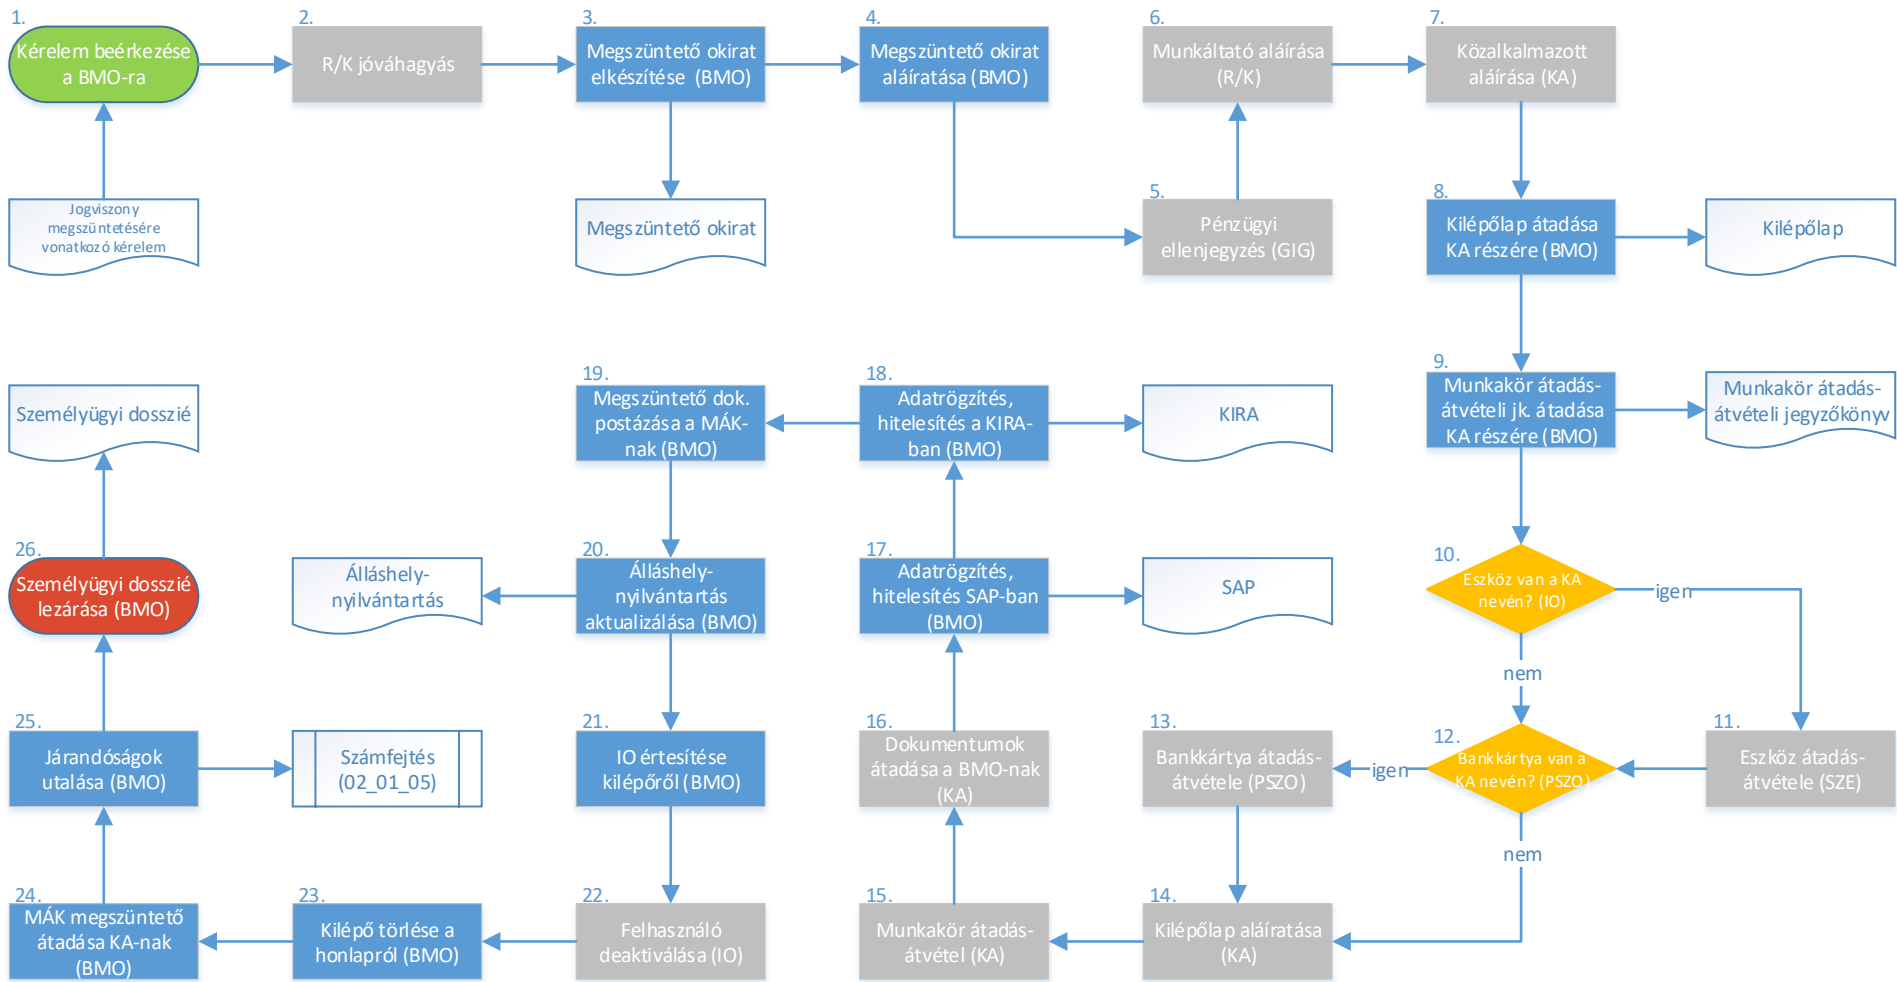 1.
Kérelem beérkezése
a BMO-ra
2.
R/K jóváhagyás
3.
Megszüntető okirat
elkészítése (BMO)
4.
Megszüntető okirat
aláíratása (BMO)
6.
Munkáltató aláírása
(R/K)
7.
Közalkalmazott
aláírása (KA)
Jogviszony
megszüntetésére
vonatkozó kérelem
Megszüntető okirat
5.
Pénzügyi
ellenjegyzés (GIG)
8.
Kilépőlap átadása
KA részére (BMO)
Kilépőlap
Személyügyi dosszié
19.
Megszüntető dok.
postázása a MÁK-
nak (BMO)
18.
Adatrögzítés,
hitelesítés a KIRA-
ban (BMO)
KIRA
9.
Munkakör átadás-
átvételi jk. átadása
KA részére (BMO)
Munkakör átadás-
átvételi jegyzőkönyv
26.
Személyügyi dosszié
lezárása (BMO)
Álláshely-
nyilvántartás
20.
Álláshely-
nyilvántartás
aktualizálása (BMO)
17.
Adatrögzítés,
hitelesítés SAP-ban
(BMO)
SAP
10.
Eszköz van a KA
nevén? (IO)
igen
nem
25.
Járandóságok
utalása (BMO)
Számfejtés
(02_01_05)
21.
IO értesítése
kilépőről (BMO)
16.
Dokumentumok
átadása a BMO-nak
(KA)
13.
Bankkártya átadás-
átvétele (PSZO)
igen
12.
Bankkártya van a
KA nevén? (PSZO)
11.
Eszköz átadás-
átvétele (SZE)
nem
24.
MÁK megszüntető
átadása KA-nak
(BMO)
23.
Kilépő törlése a
honlapról (BMO)
22.
Felhasználó
deaktiválása (IO)
15.
Munkakör átadás-
átvétel (KA)
14.
Kilépőlap aláíratása
(KA)